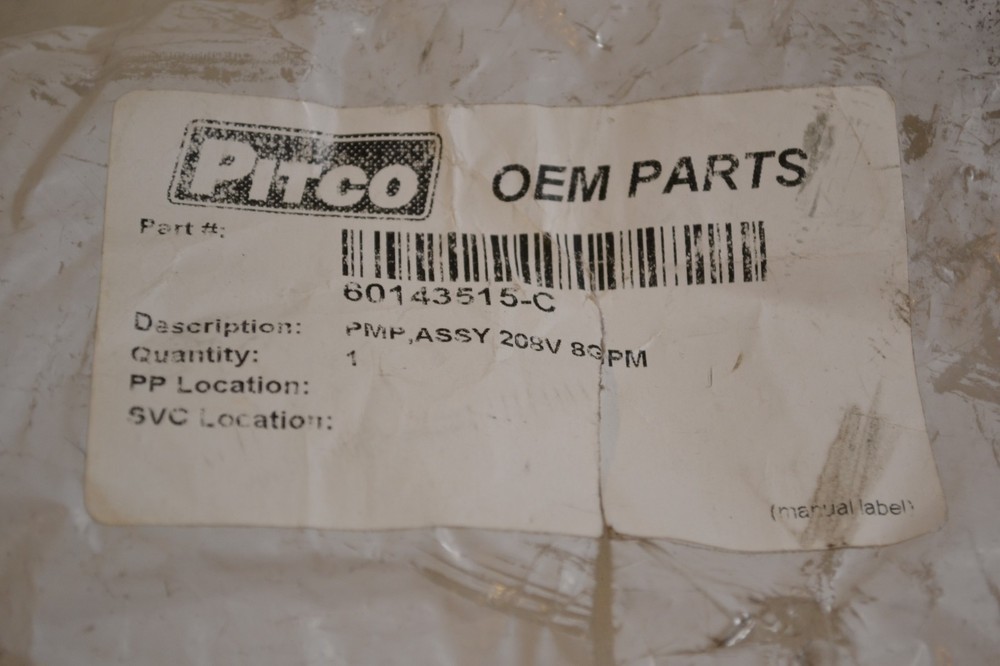 PITCO OEM PARTS
Part #:
60143515-C
Description: PMP,ASSY 208V 8GPM
Quantity: 1
PP Location:
SVC Location:
(manual label)